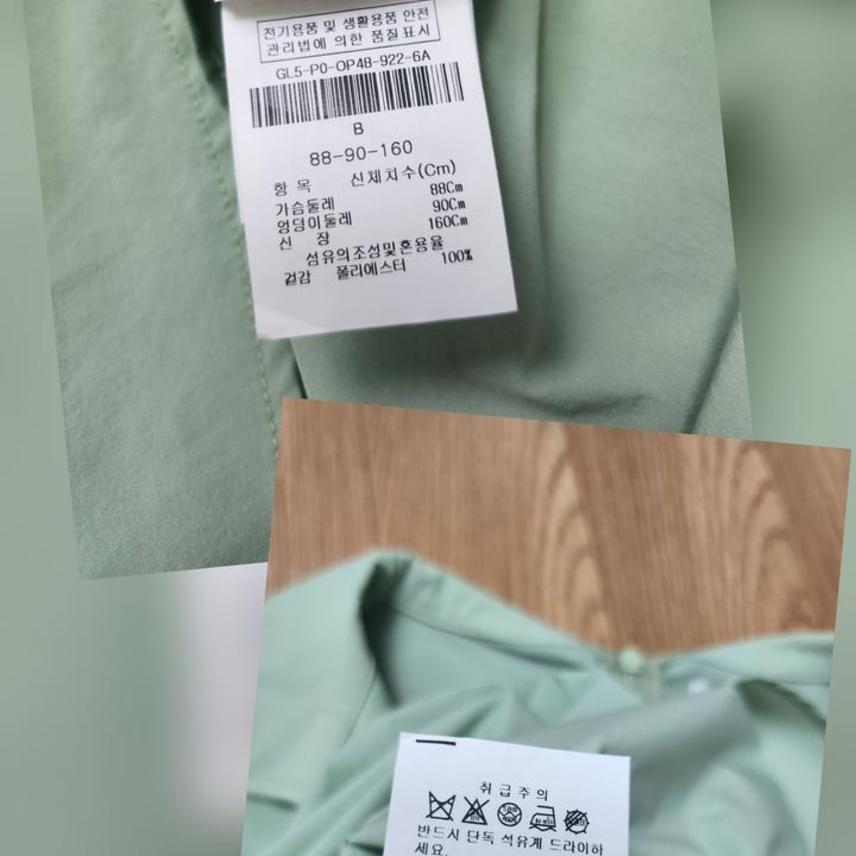 전기용품 및 생활용품 안전
관리법에 의한 품질표시
GL5-P0-OP48-922-6A
B
88-90-160
항 목 신체치수(Cm)
가슴둘레 88Cm
엉덩이둘레 90Cm
신 장 160Cm
섬유의조성및혼용율
겉감 폴리에스터 100%
취급주의
반드시 단독 석유계 드라이하
세요.